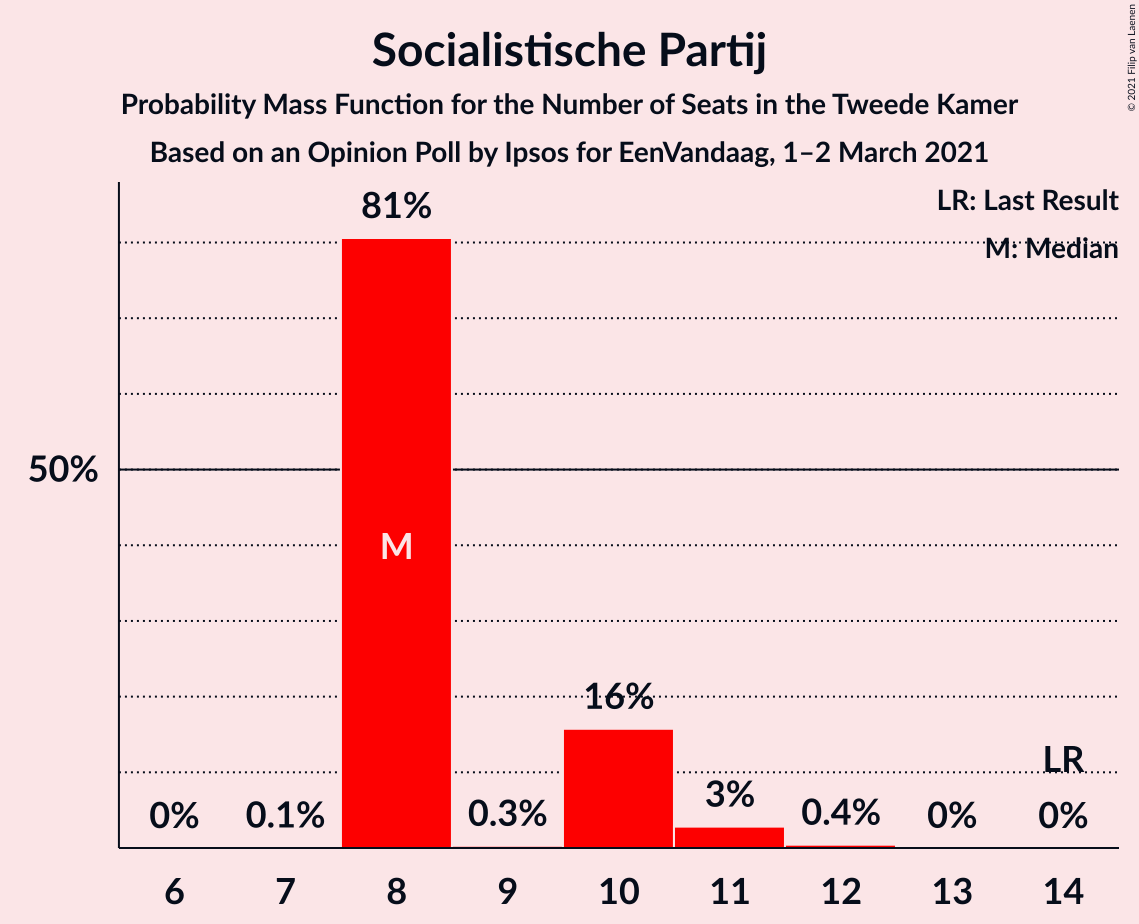 Socialistische Partij
Probability Mass Function for the Number of Seats in the Tweede Kamer
Based on an Opinion Poll by Ipsos for EenVandaag, 1–2 March 2021
© 2021 Filip van Laenen
LR: Last Result
M: Median
50%
0%
0.1%
81%
M
0.3%
16%
3%
0.4%
0%
LR
0%
6 7 8 9 10 11 12 13 14